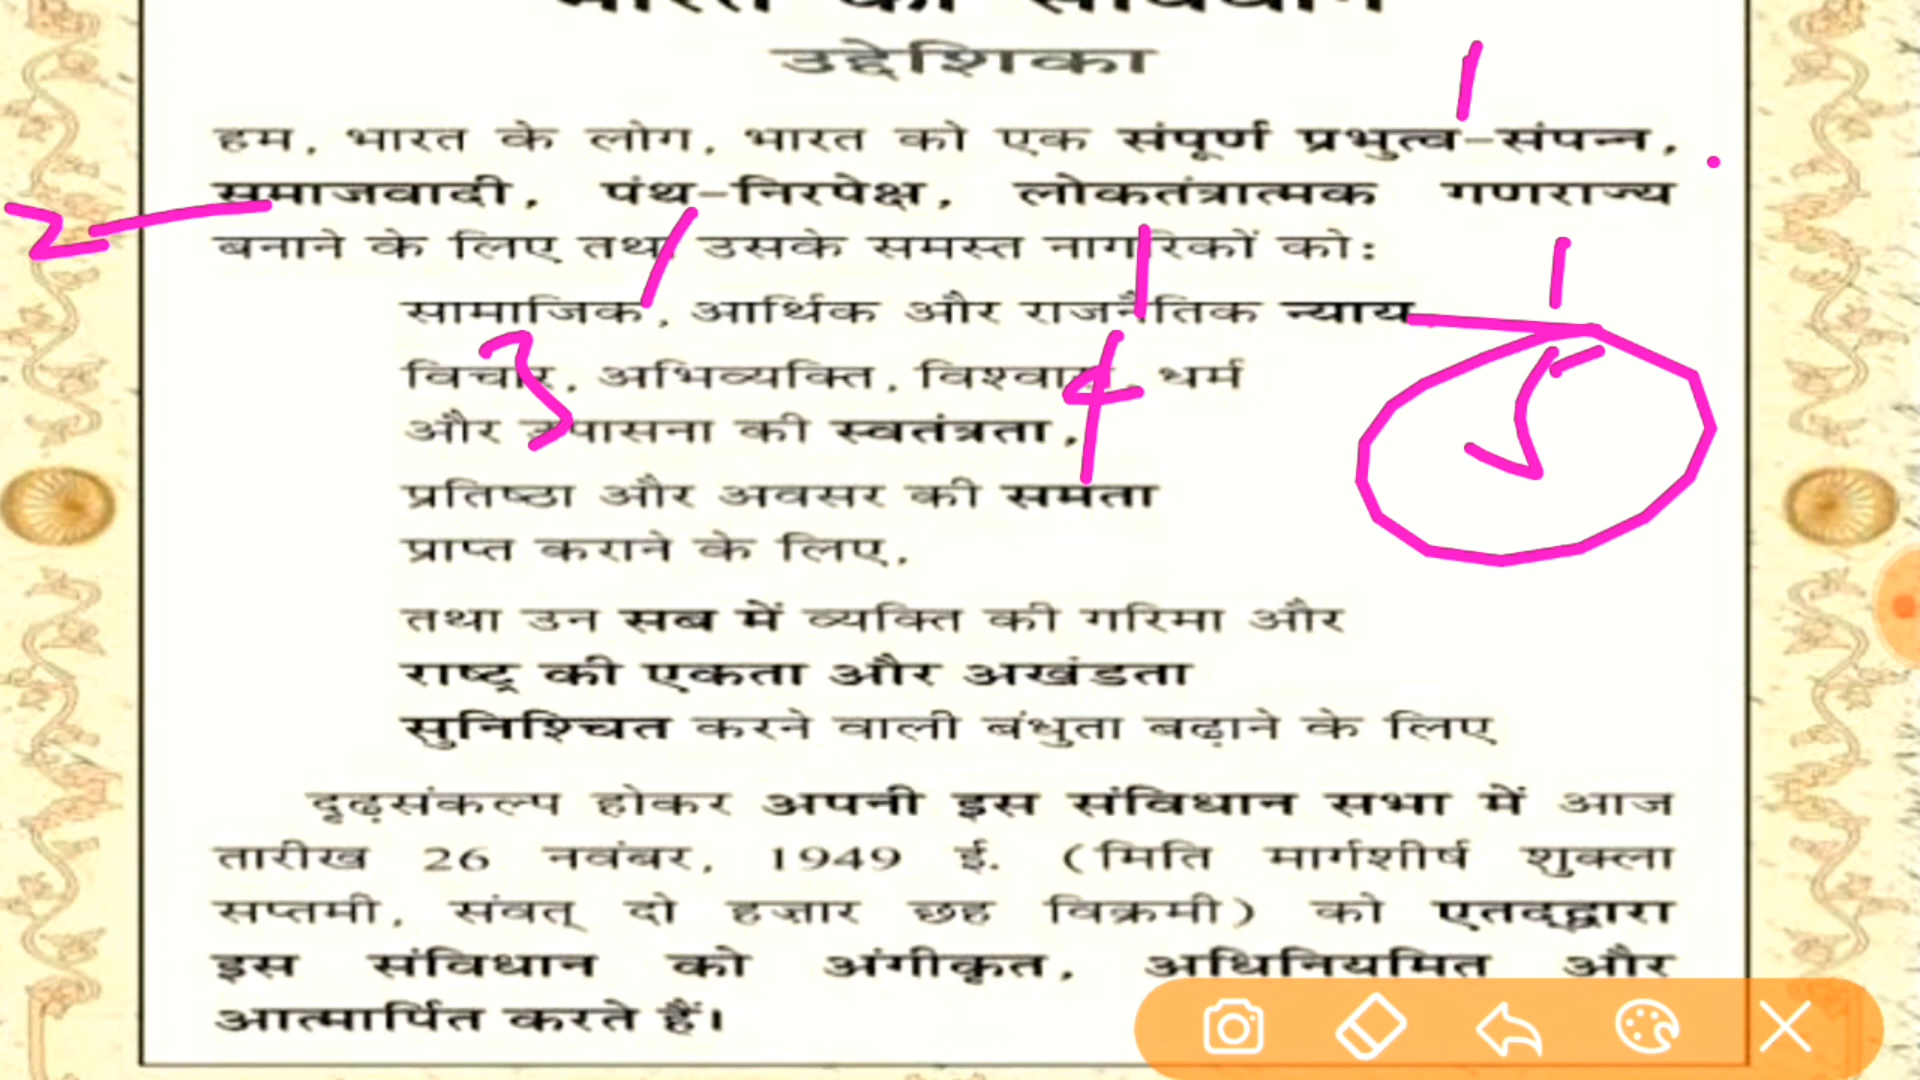 भारत का संविधान
उद्देशिका
हम, भारत के लोग, भारत को एक संपूर्ण प्रभुत्व-संपन्न,
समाजवादी, पंथ-निरपेक्ष, लोकतंत्रात्मक गणराज्य
बनाने के लिए तथा उसके समस्त नागरिकों को:
सामाजिक, आर्थिक और राजनैतिक न्याय
विचार, अभिव्यक्ति, विश्वास, धर्म
और उपासना की स्वतंत्रता,
प्रतिष्ठा और अवसर की समता
प्राप्त कराने के लिए,
तथा उन सब में व्यक्ति की गरिमा और
राष्ट्र की एकता और अखंडता
सुनिश्चित करने वाली बंधुता बढ़ाने के लिए
दृढ़संकल्प होकर अपनी इस संविधान सभा में आज
तारीख 26 नवंबर, 1949 ई. (मिति मार्गशीर्ष शुक्ला
सप्तमी, संवत् दो हज़ार छह विक्रमी) को एतद्द्वारा
इस संविधान को अंगीकृत, अधिनियमित और
आत्मार्पित करते हैं।
1
2
3
4
5